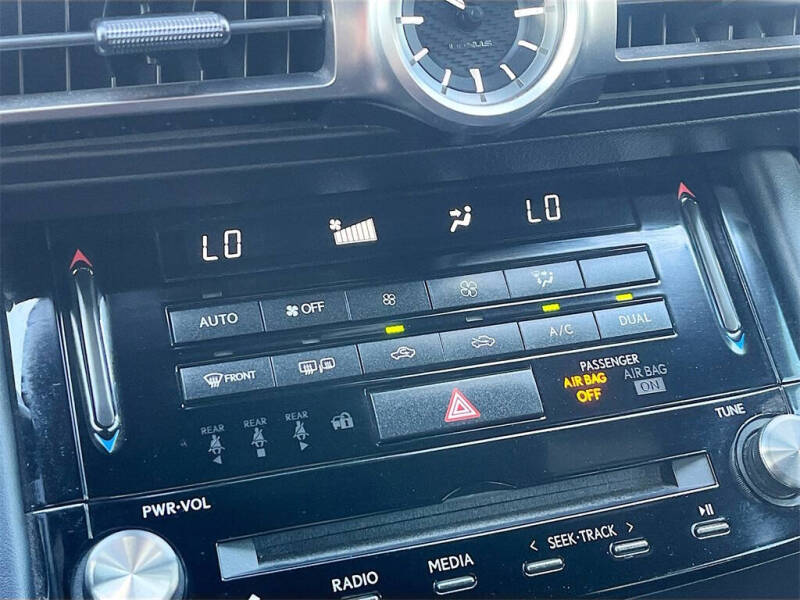 LEXUS
LO
LO
AUTO
OFF
A/C
DUAL
FRONT
PASSENGER
AIR BAG
OFF
AIR BAG
ON
REAR
REAR
REAR
TUNE
PWR·VOL
RADIO
MEDIA
< SEEK·TRACK >